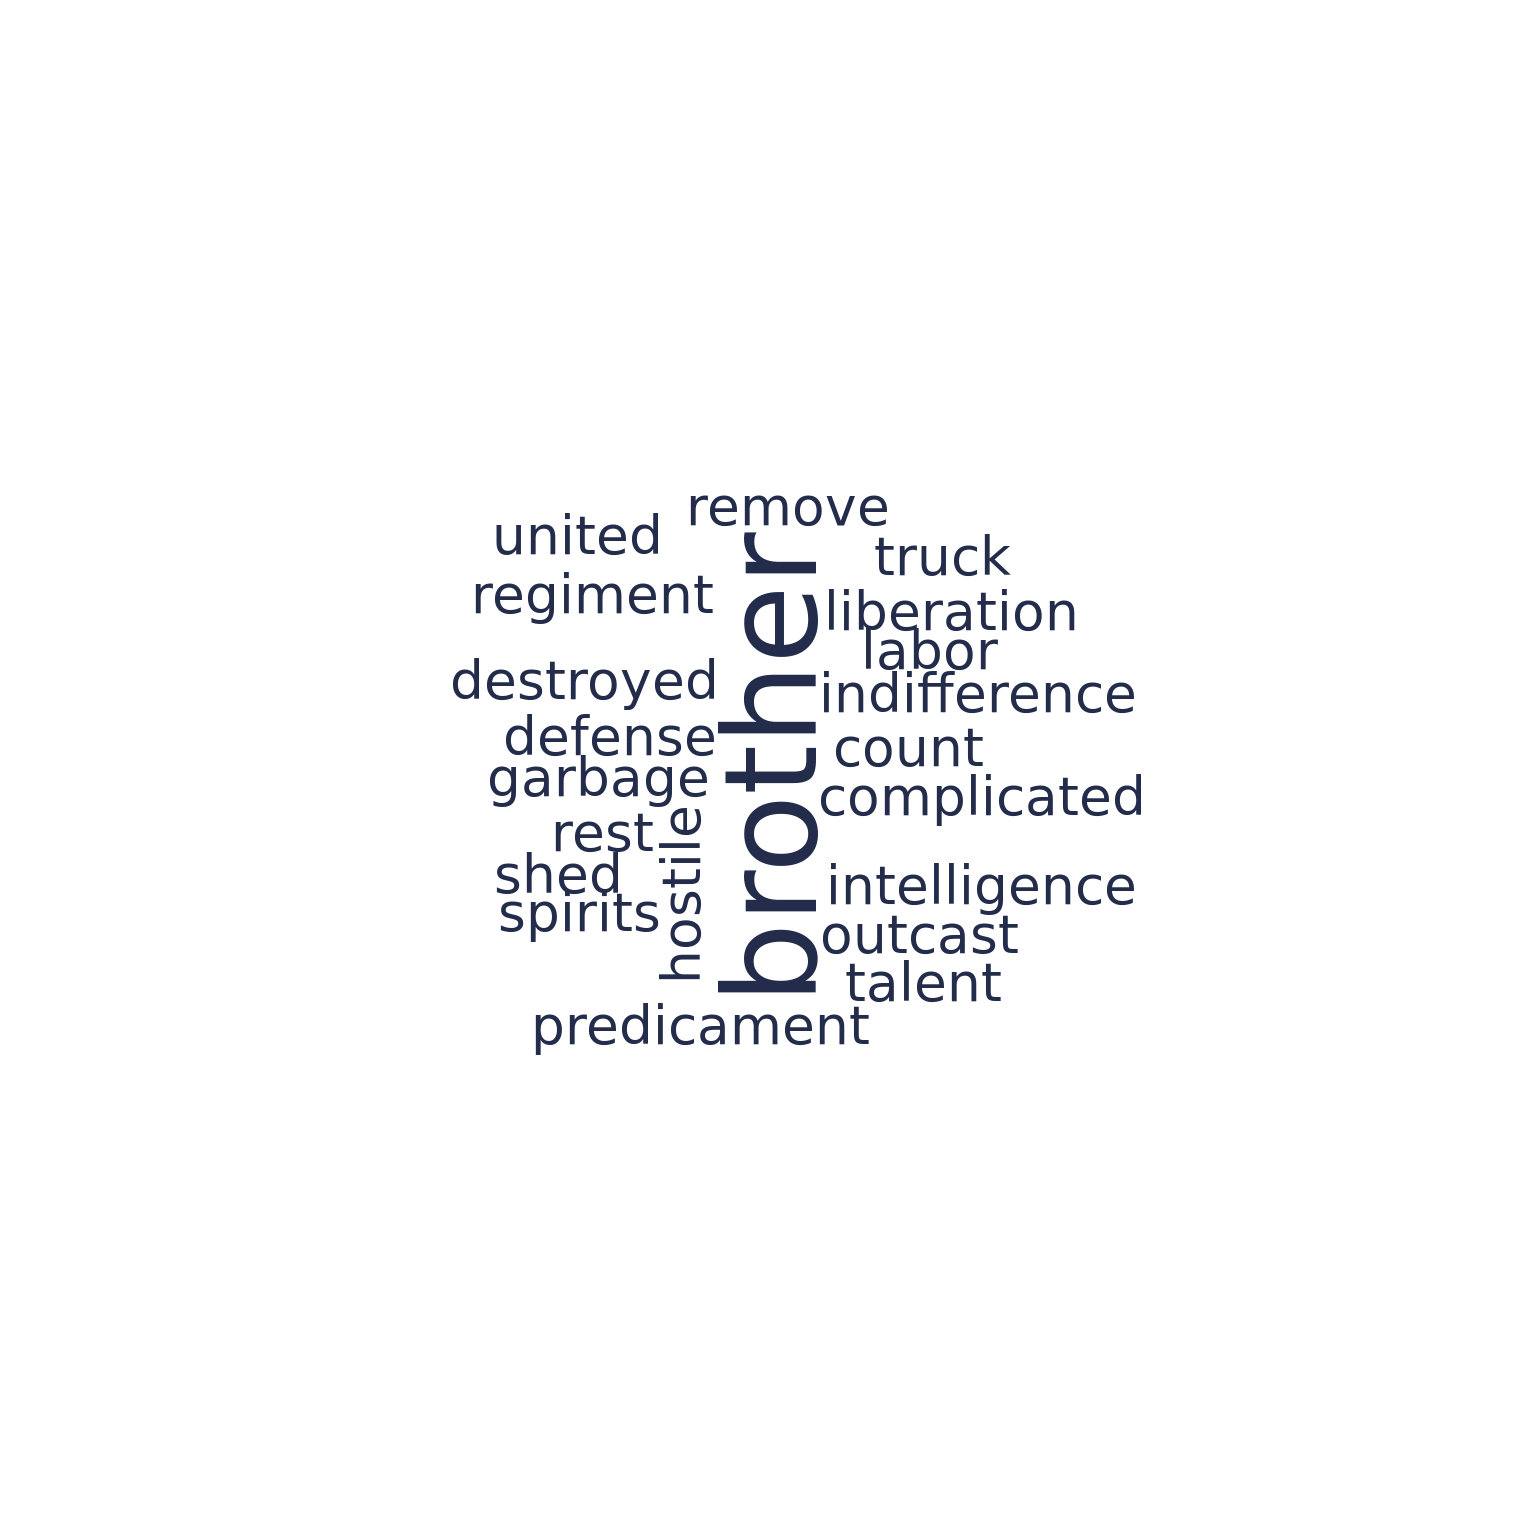 remove
united
truck
regiment
liberation
labor
destroyed
indifference
defense
count
garbage
complicated
rest
hostile
brother
shed
intelligence
spirits
outcast
talent
predicament